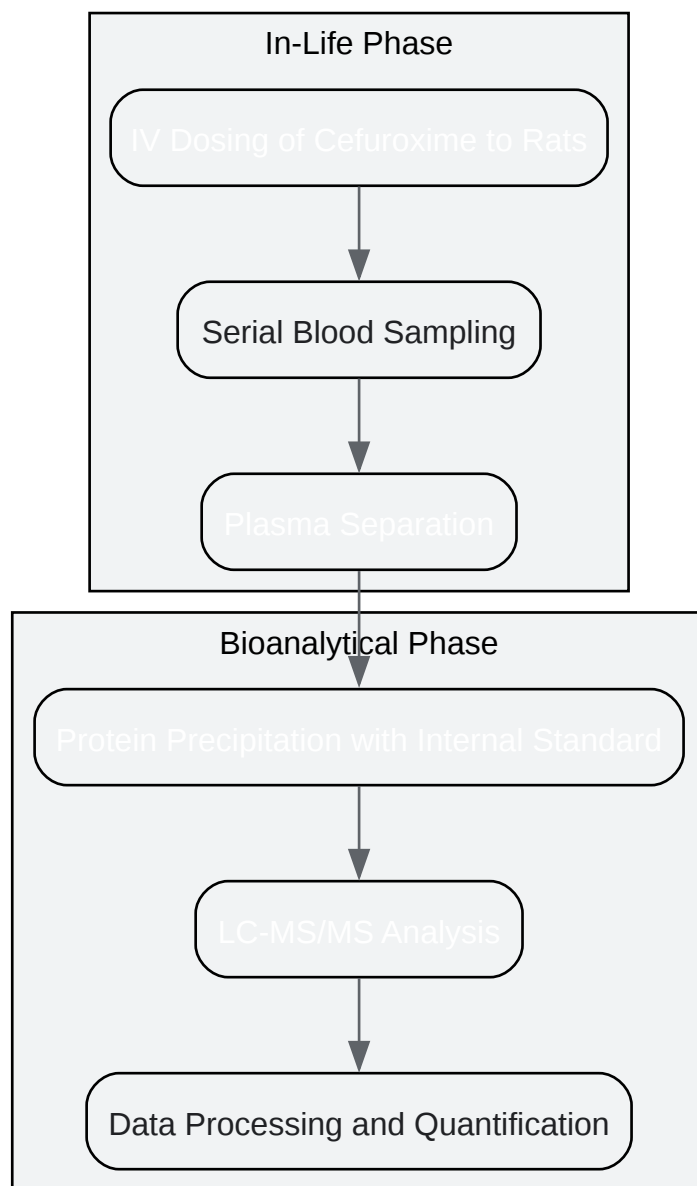 In-Life Phase
IV Dosing of Cefuroxime to Rats
Serial Blood Sampling
Plasma Separation
Bioanalytical Phase
Protein Precipitation with Internal Standard
LC-MS/MS Analysis
Data Processing and Quantification